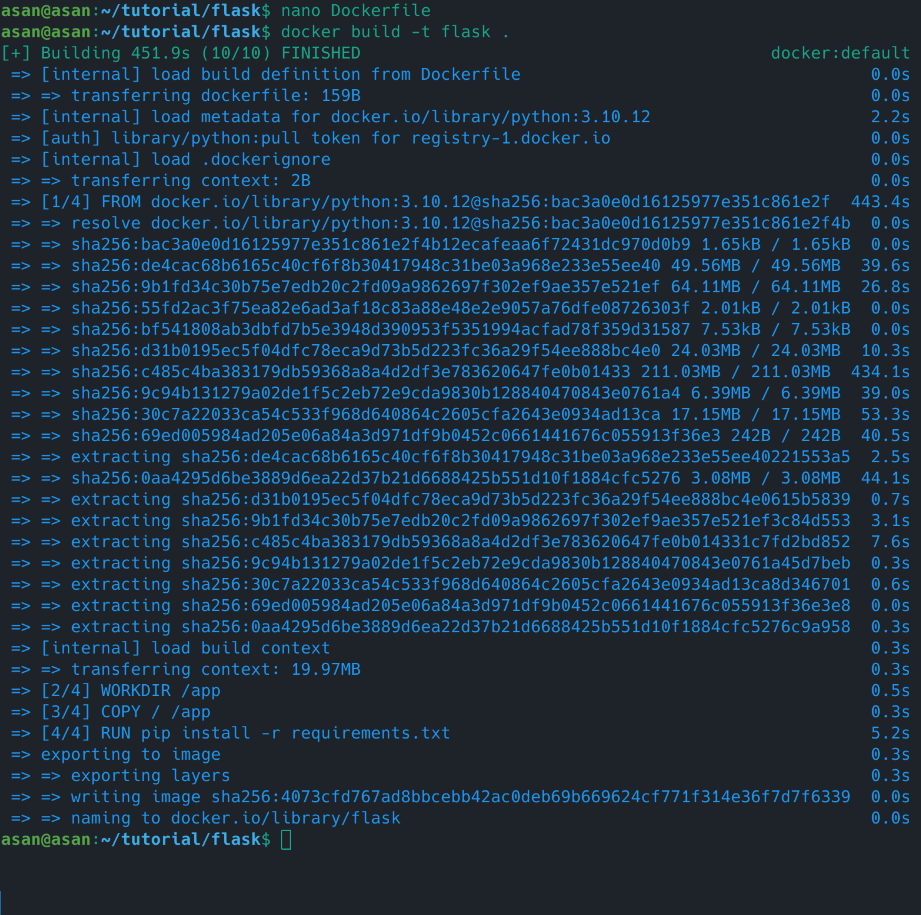 asan@asan:~/tutorial/flask$ nano Dockerfile
asan@asan:~/tutorial/flask$ docker build -t flask .
[+] Building 451.9s (10/10) FINISHED docker:default
=> [internal] load build definition from Dockerfile 0.0s
=> => transferring dockerfile: 159B 0.0s
=> [internal] load metadata for docker.io/library/python:3.10.12 2.2s
=> [auth] library/python:pull token for registry-1.docker.io 0.0s
=> [internal] load .dockerignore 0.0s
=> => transferring context: 2B 0.0s
=> [1/4] FROM docker.io/library/python:3.10.12@sha256:bac3a0e0d16125977e351c861e2f 443.4s
=> => resolve docker.io/library/python:3.10.12@sha256:bac3a0e0d16125977e351c861e2f4b 0.0s
=> => sha256:bac3a0e0d16125977e351c861e2f4b12ecafeaa6f72431dc970d0b9 1.65kB / 1.65kB 0.0s
=> => sha256:de4cac68b6165c40cf6f8b30417948c31be03a968e233e55ee40 49.56MB / 49.56MB 39.6s
=> => sha256:9b1fd34c30b75e7edb20c2fd09a9862697f302ef9ae357e521ef 64.11MB / 64.11MB 26.8s
=> => sha256:55fd2ac3f75ea82e6ad3af18c83a88e48e2e9057a76dfe08726303f 2.01kB / 2.01kB 0.0s
=> => sha256:bf541808ab3dbfd7b5e3948d390953f5351994acfad78f359d31587 7.53kB / 7.53kB 0.0s
=> => sha256:d31b0195ec5f04dfc78eca9d73b5d223fc36a29f54ee888bc4e0 24.03MB / 24.03MB 10.3s
=> => sha256:c485c4ba383179db59368a8a4d2df3e783620647fe0b01433 211.03MB / 211.03MB 434.1s
=> => sha256:9c94b131279a02de1f5c2eb72e9cda9830b128840470843e0761a4 6.39MB / 6.39MB 39.0s
=> => sha256:30c7a22033ca54c533f968d640864c2605cfa2643e0934ad13ca 17.15MB / 17.15MB 53.3s
=> => sha256:69ed005984ad205e06a84a3d971df9b0452c0661441676c055913f36e3 242B / 242B 40.5s
=> => extracting sha256:de4cac68b6165c40cf6f8b30417948c31be03a968e233e55ee40221553a5 2.5s
=> => sha256:0aa4295d6be3889d6ea22d37b21d6688425b551d10f1884cfc5276 3.08MB / 3.08MB 44.1s
=> => extracting sha256:d31b0195ec5f04dfc78eca9d73b5d223fc36a29f54ee888bc4e0615b5839 0.7s
=> => extracting sha256:9b1fd34c30b75e7edb20c2fd09a9862697f302ef9ae357e521ef3c84d553 3.1s
=> => extracting sha256:c485c4ba383179db59368a8a4d2df3e783620647fe0b014331c7fd2bd852 7.6s
=> => extracting sha256:9c94b131279a02de1f5c2eb72e9cda9830b128840470843e0761a45d7beb 0.3s
=> => extracting sha256:30c7a22033ca54c533f968d640864c2605cfa2643e0934ad13ca8d346701 0.6s
=> => extracting sha256:69ed005984ad205e06a84a3d971df9b0452c0661441676c055913f36e3e8 0.0s
=> => extracting sha256:0aa4295d6be3889d6ea22d37b21d6688425b551d10f1884cfc5276c9a958 0.3s
=> [internal] load build context 0.3s
=> => transferring context: 19.97MB 0.3s
=> [2/4] WORKDIR /app 0.5s
=> [3/4] COPY / /app 0.3s
=> [4/4] RUN pip install -r requirements.txt 5.2s
=> exporting to image 0.3s
=> => exporting layers 0.3s
=> => writing image sha256:4073cfd767ad8bbcebb42ac0deb69b669624cf771f314e36f7d7f6339 0.0s
=> => naming to docker.io/library/flask 0.0s
asan@asan:~/tutorial/flask$